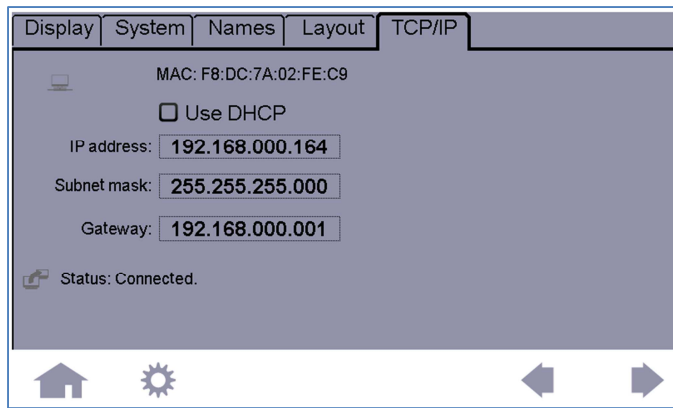 Display System Names Layout TCP/IP
MAC: F8:DC:7A:02:FE:C9
Use DHCP
IP address: 192.168.000.164
Subnet mask: 255.255.255.000
Gateway: 192.168.000.001
Status: Connected.